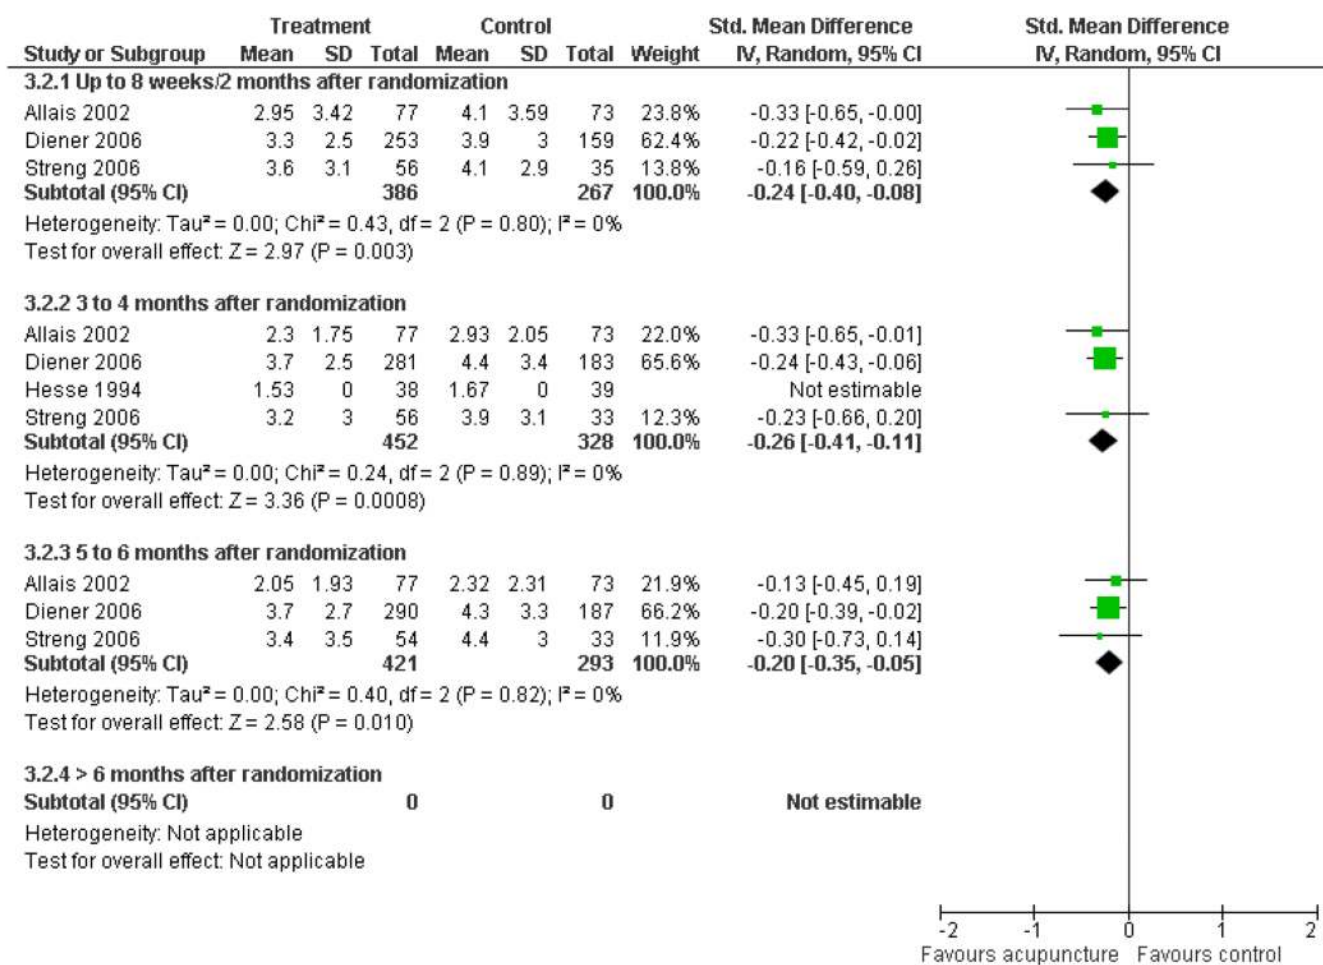 Treatment Control Std. Mean Difference Std. Mean Difference
Study or Subgroup Mean SD Total Mean SD Total Weight IV, Random, 95% CI IV, Random, 95% CI
3.2.1 Up to 8 weeks/2 months after randomization
Allais 2002 2.95 3.42 77 4.1 3.59 73 23.8% -0.33 [-0.65, -0.00]
Diener 2006 3.3 2.5 253 3.9 3 159 62.4% -0.22 [-0.42, -0.02]
Streng 2006 3.6 3.1 56 4.1 2.9 35 13.8% -0.16 [-0.59, 0.26]
Subtotal (95% CI) 386 267 100.0% -0.24 [-0.40, -0.08]
Heterogeneity: Tau² = 0.00; Chi² = 0.43, df = 2 (P = 0.80); I² = 0%
Test for overall effect: Z = 2.97 (P = 0.003)
3.2.2 3 to 4 months after randomization
Allais 2002 2.3 1.75 77 2.93 2.05 73 22.0% -0.33 [-0.65, -0.01]
Diener 2006 3.7 2.5 281 4.4 3.4 183 65.6% -0.24 [-0.43, -0.06]
Hesse 1994 1.53 0 38 1.67 0 39 Not estimable
Streng 2006 3.2 3 56 3.9 3.1 33 12.3% -0.23 [-0.66, 0.20]
Subtotal (95% CI) 452 328 100.0% -0.26 [-0.41, -0.11]
Heterogeneity: Tau² = 0.00; Chi² = 0.24, df = 2 (P = 0.89); I² = 0%
Test for overall effect: Z = 3.36 (P = 0.0008)
3.2.3 5 to 6 months after randomization
Allais 2002 2.05 1.93 77 2.32 2.31 73 21.9% -0.13 [-0.45, 0.19]
Diener 2006 3.7 2.7 290 4.3 3.3 187 66.2% -0.20 [-0.39, -0.02]
Streng 2006 3.4 3.5 54 4.4 3 33 11.9% -0.30 [-0.73, 0.14]
Subtotal (95% CI) 421 293 100.0% -0.20 [-0.35, -0.05]
Heterogeneity: Tau² = 0.00; Chi² = 0.40, df = 2 (P = 0.82); I² = 0%
Test for overall effect: Z = 2.58 (P = 0.010)
3.2.4 > 6 months after randomization
Subtotal (95% CI) 0 0 Not estimable
Heterogeneity: Not applicable
Test for overall effect: Not applicable
-2 -1 0 1 2
Favours acupuncture Favours control